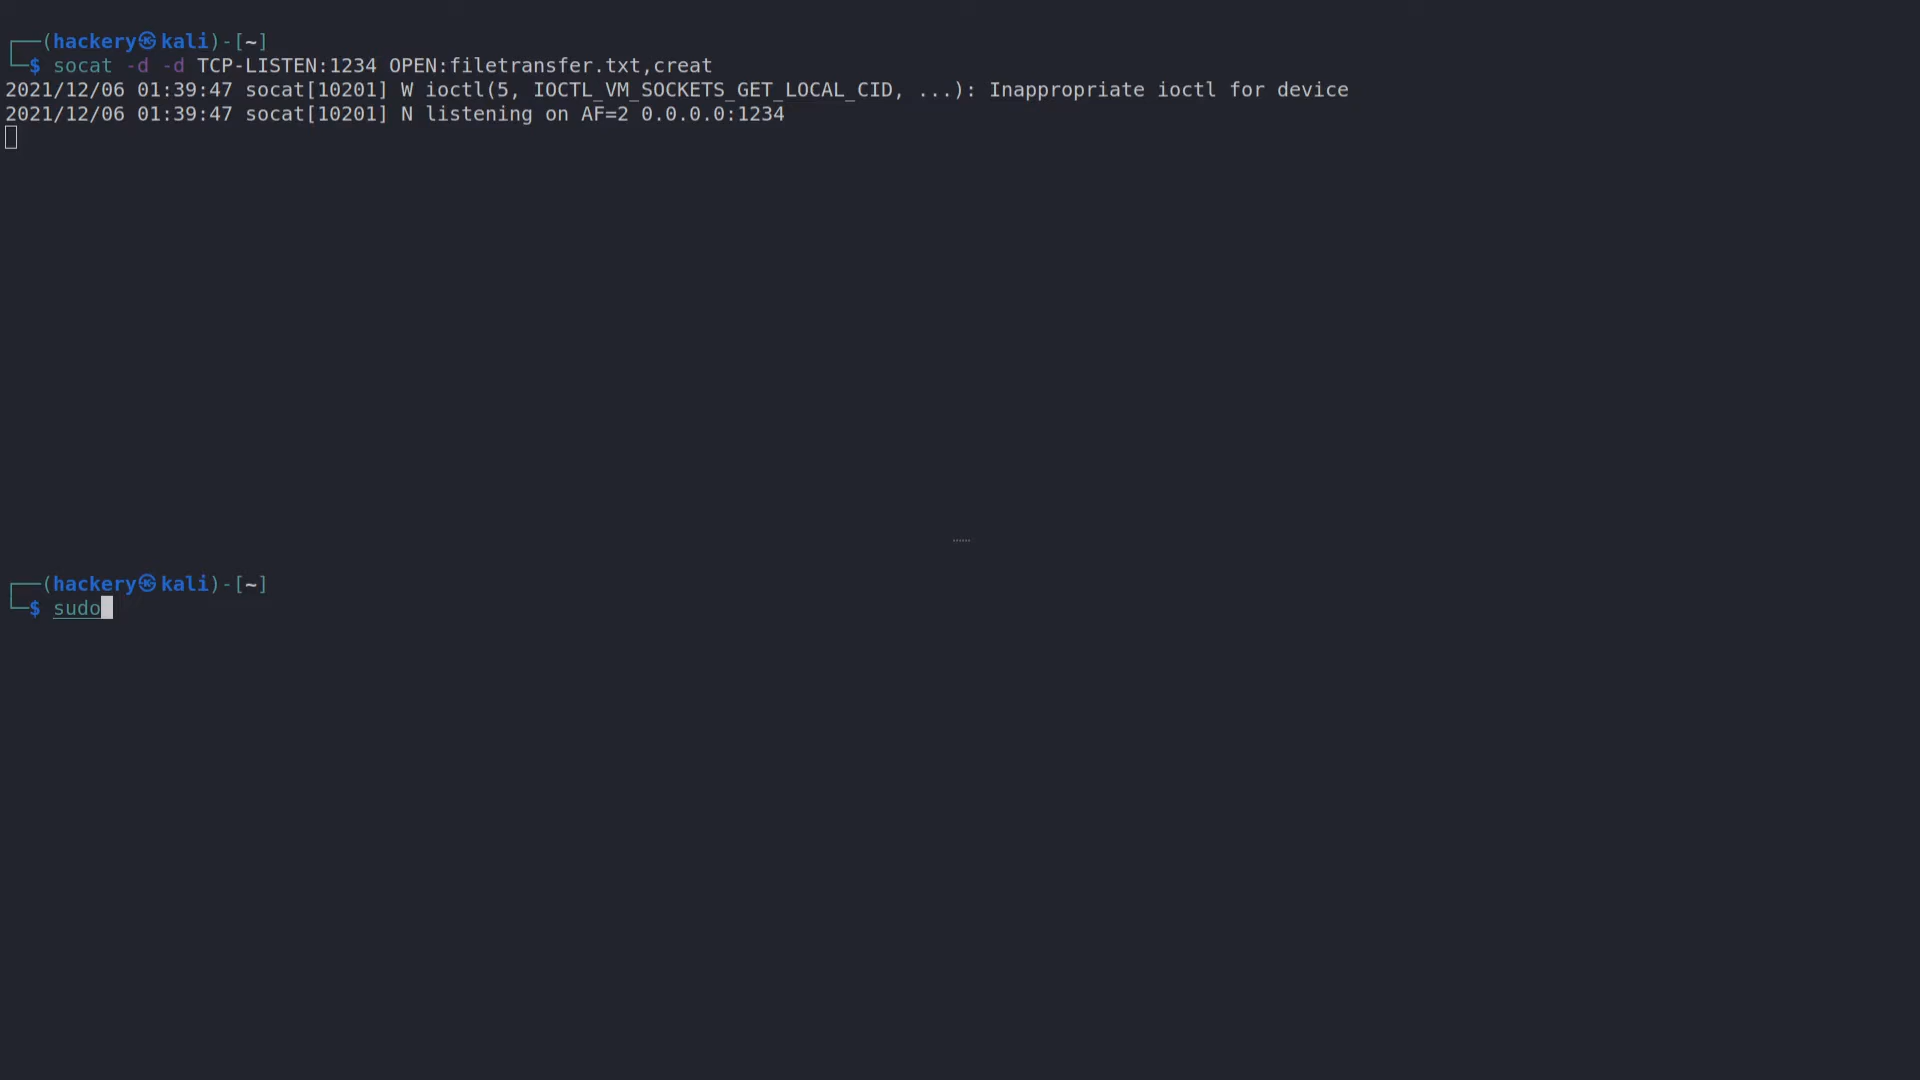 ┌──(hackery㉿kali)-[~]
└─$ socat -d -d TCP-LISTEN:1234 OPEN:filetransfer.txt,creat
2021/12/06 01:39:47 socat[10201] W ioctl(5, IOCTL_VM_SOCKETS_GET_LOCAL_CID, ...): Inappropriate ioctl for device
2021/12/06 01:39:47 socat[10201] N listening on AF=2 0.0.0.0:1234
┌──(hackery㉿kali)-[~]
└─$ sudo